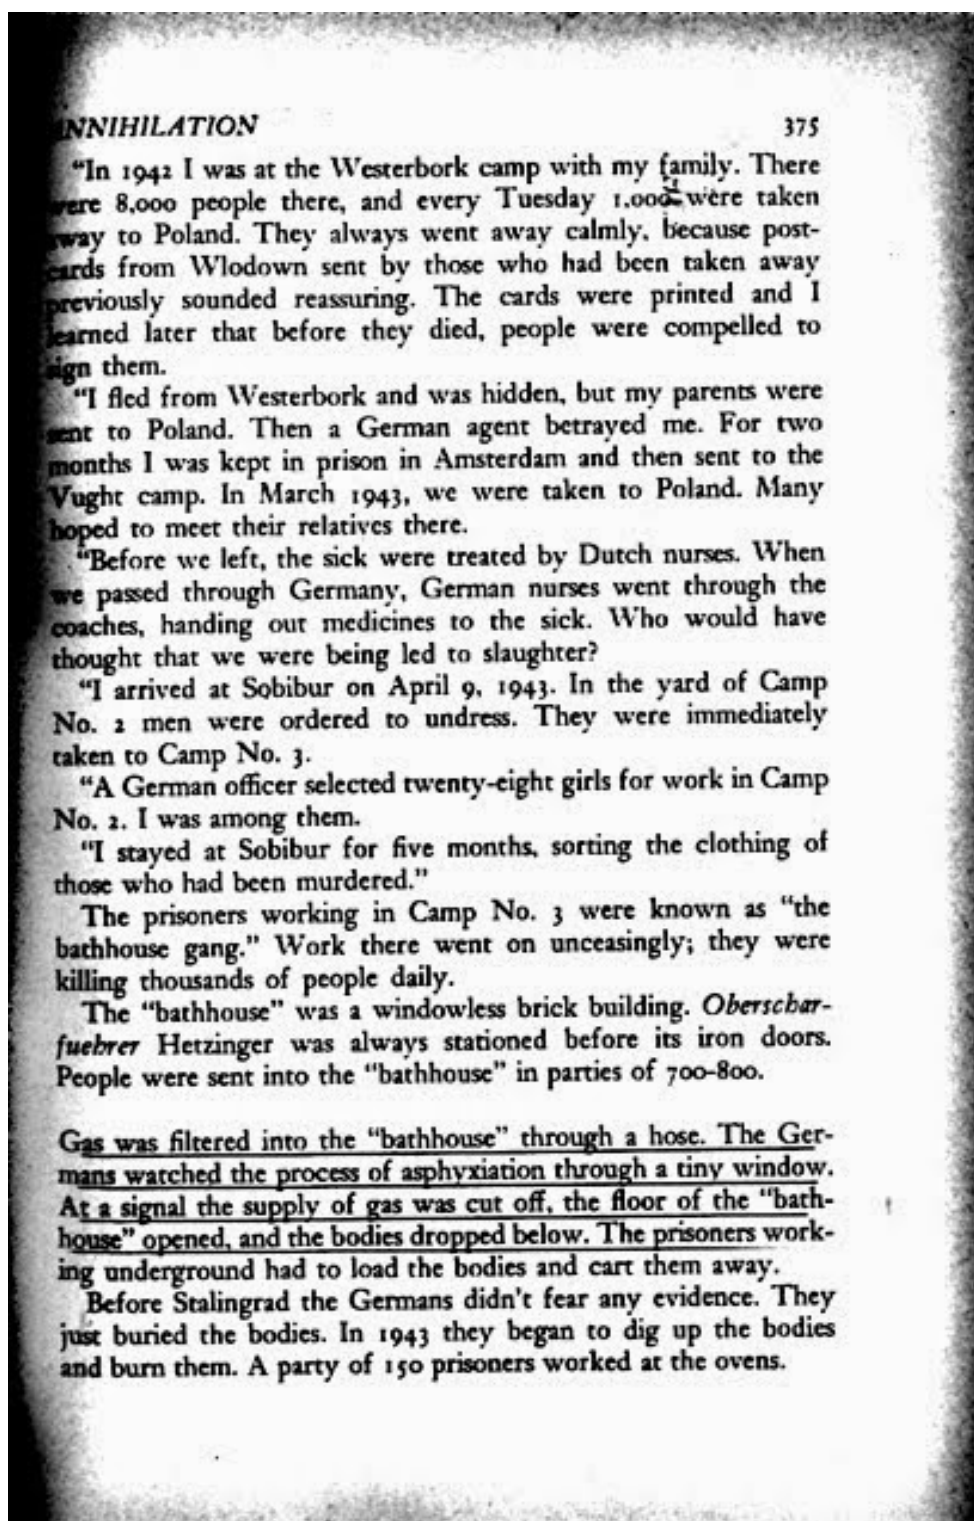 NNIHILATION 375
"In 1942 I was at the Westerbork camp with my family. There
were 8,000 people there, and every Tuesday 1,000 were taken
away to Poland. They always went away calmly, because post-
cards from Wlodown sent by those who had been taken away
previously sounded reassuring. The cards were printed and I
learned later that before they died, people were compelled to
sign them.
"I fled from Westerbork and was hidden, but my parents were
sent to Poland. Then a German agent betrayed me. For two
months I was kept in prison in Amsterdam and then sent to the
Vught camp. In March 1943, we were taken to Poland. Many
hoped to meet their relatives there.
"Before we left, the sick were treated by Dutch nurses. When
we passed through Germany, German nurses went through the
coaches, handing out medicines to the sick. Who would have
thought that we were being led to slaughter?
"I arrived at Sobibur on April 9, 1943. In the yard of Camp
No. 2 men were ordered to undress. They were immediately
taken to Camp No. 3.
"A German officer selected twenty-eight girls for work in Camp
No. 2. I was among them.
"I stayed at Sobibur for five months, sorting the clothing of
those who had been murdered."
The prisoners working in Camp No. 3 were known as "the
bathhouse gang." Work there went on unceasingly; they were
killing thousands of people daily.
The "bathhouse" was a windowless brick building. Oberschar-
fuehrer Hetzinger was always stationed before its iron doors.
People were sent into the "bathhouse" in parties of 700-800.
Gas was filtered into the "bathhouse" through a hose. The Ger-
mans watched the process of asphyxiation through a tiny window.
At a signal the supply of gas was cut off, the floor of the "bath-
house" opened, and the bodies dropped below. The prisoners work-
ing underground had to load the bodies and cart them away.
Before Stalingrad the Germans didn't fear any evidence. They
just buried the bodies. In 1943 they began to dig up the bodies
and burn them. A party of 150 prisoners worked at the ovens.